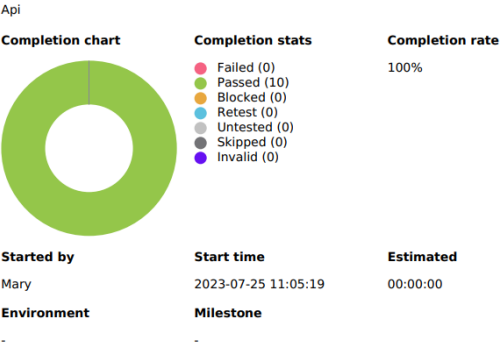 Api
Completion chart
Completion stats
Completion rate
Failed (0)
Passed (10)
Blocked (0)
Retest (0)
Untested (0)
Skipped (0)
Invalid (0)
100%
Started by
Start time
Estimated
Mary
2023-07-25 11:05:19
00:00:00
Environment
Milestone
-
-